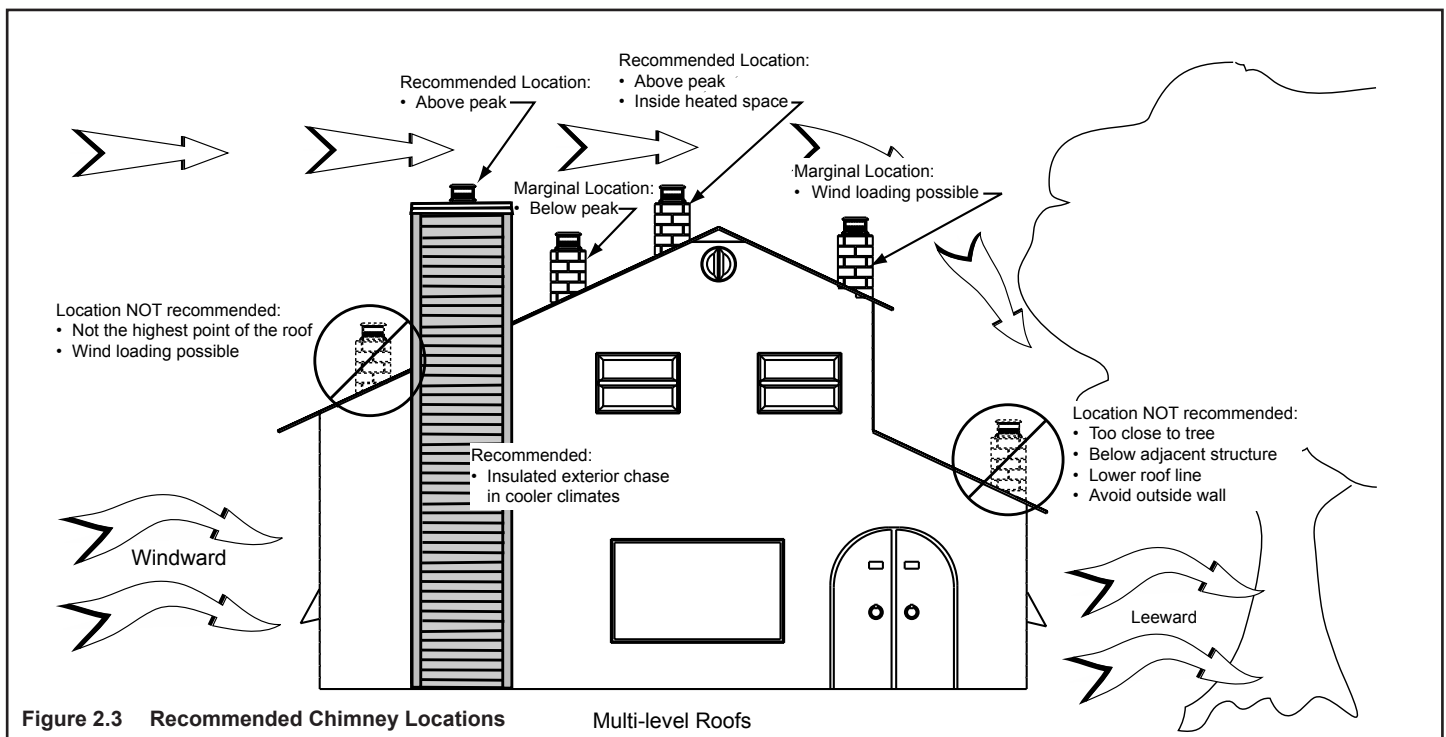 Recommended Location:
• Above peak
Recommended Location:
• Above peak
• Inside heated space
Marginal Location:
• Below peak
Marginal Location:
• Wind loading possible
Location NOT recommended:
• Not the highest point of the roof
• Wind loading possible
Recommended:
• Insulated exterior chase
in cooler climates
Location NOT recommended:
• Too close to tree
• Below adjacent structure
• Lower roof line
• Avoid outside wall
Windward
Leeward
Figure 2.3 Recommended Chimney Locations
Multi-level Roofs